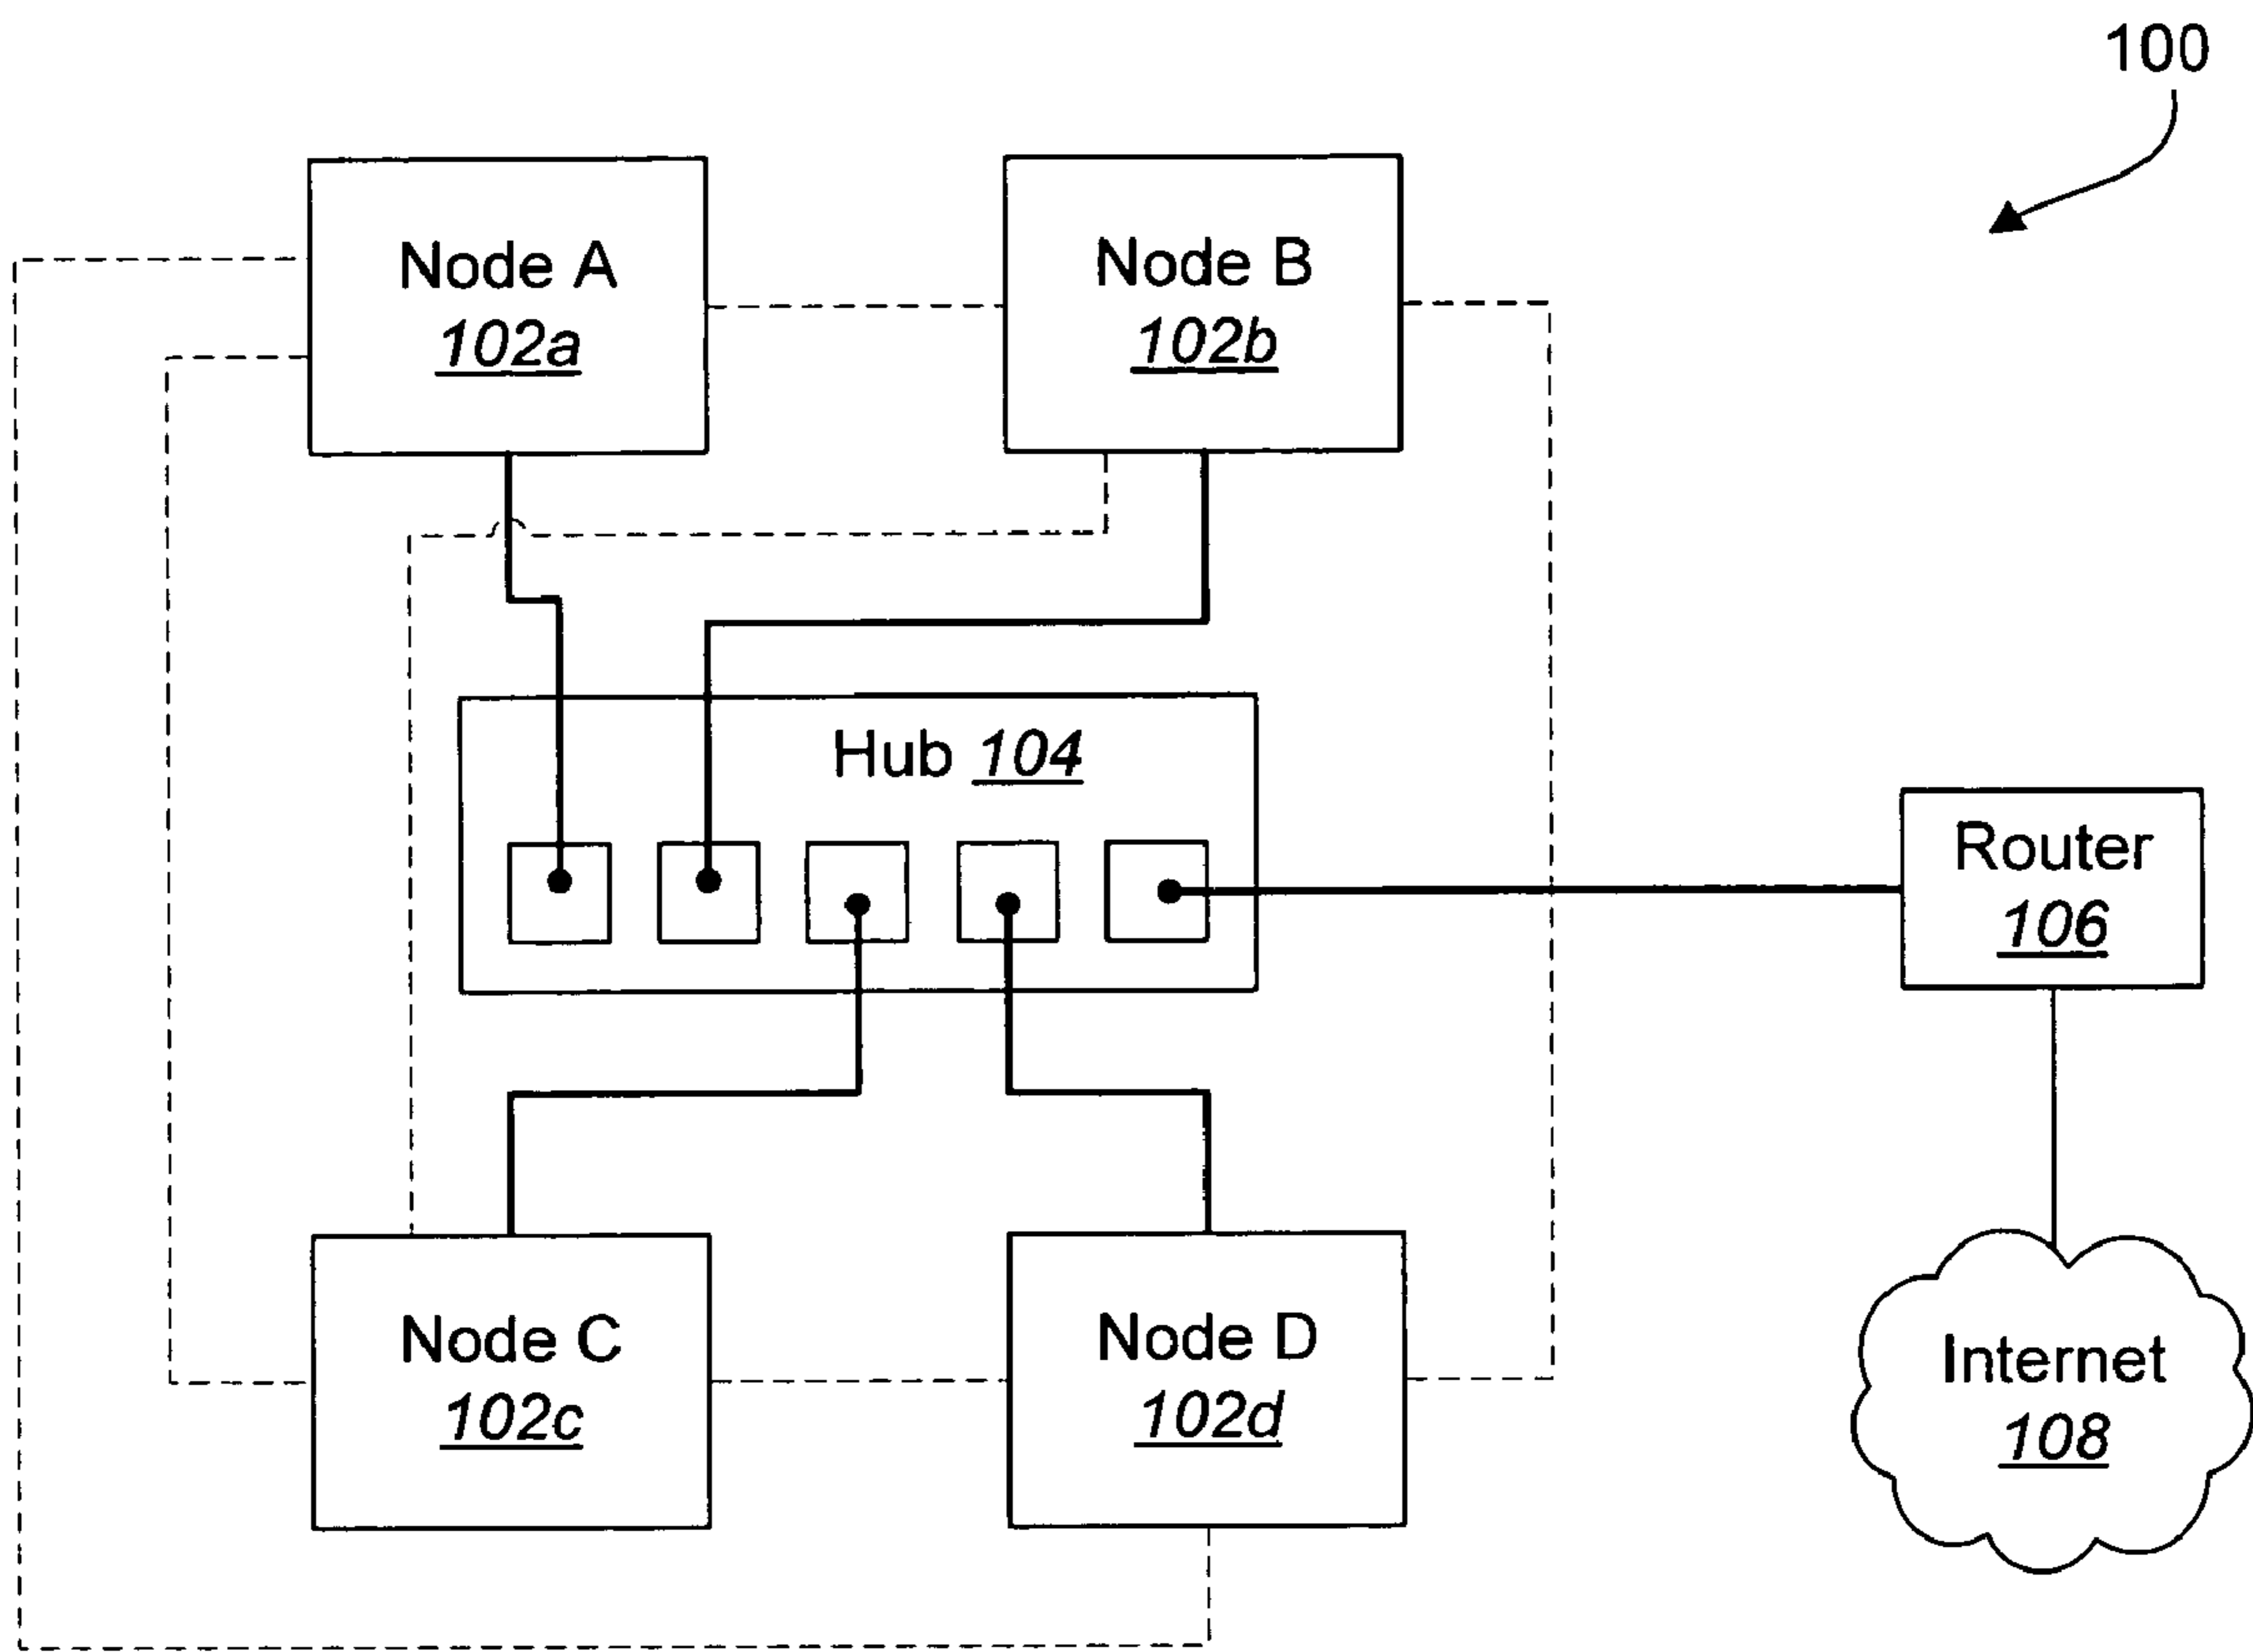 100
Node A
102a
Node B
102b
Hub 104
Router
106
Node C
102c
Node D
102d
Internet
108